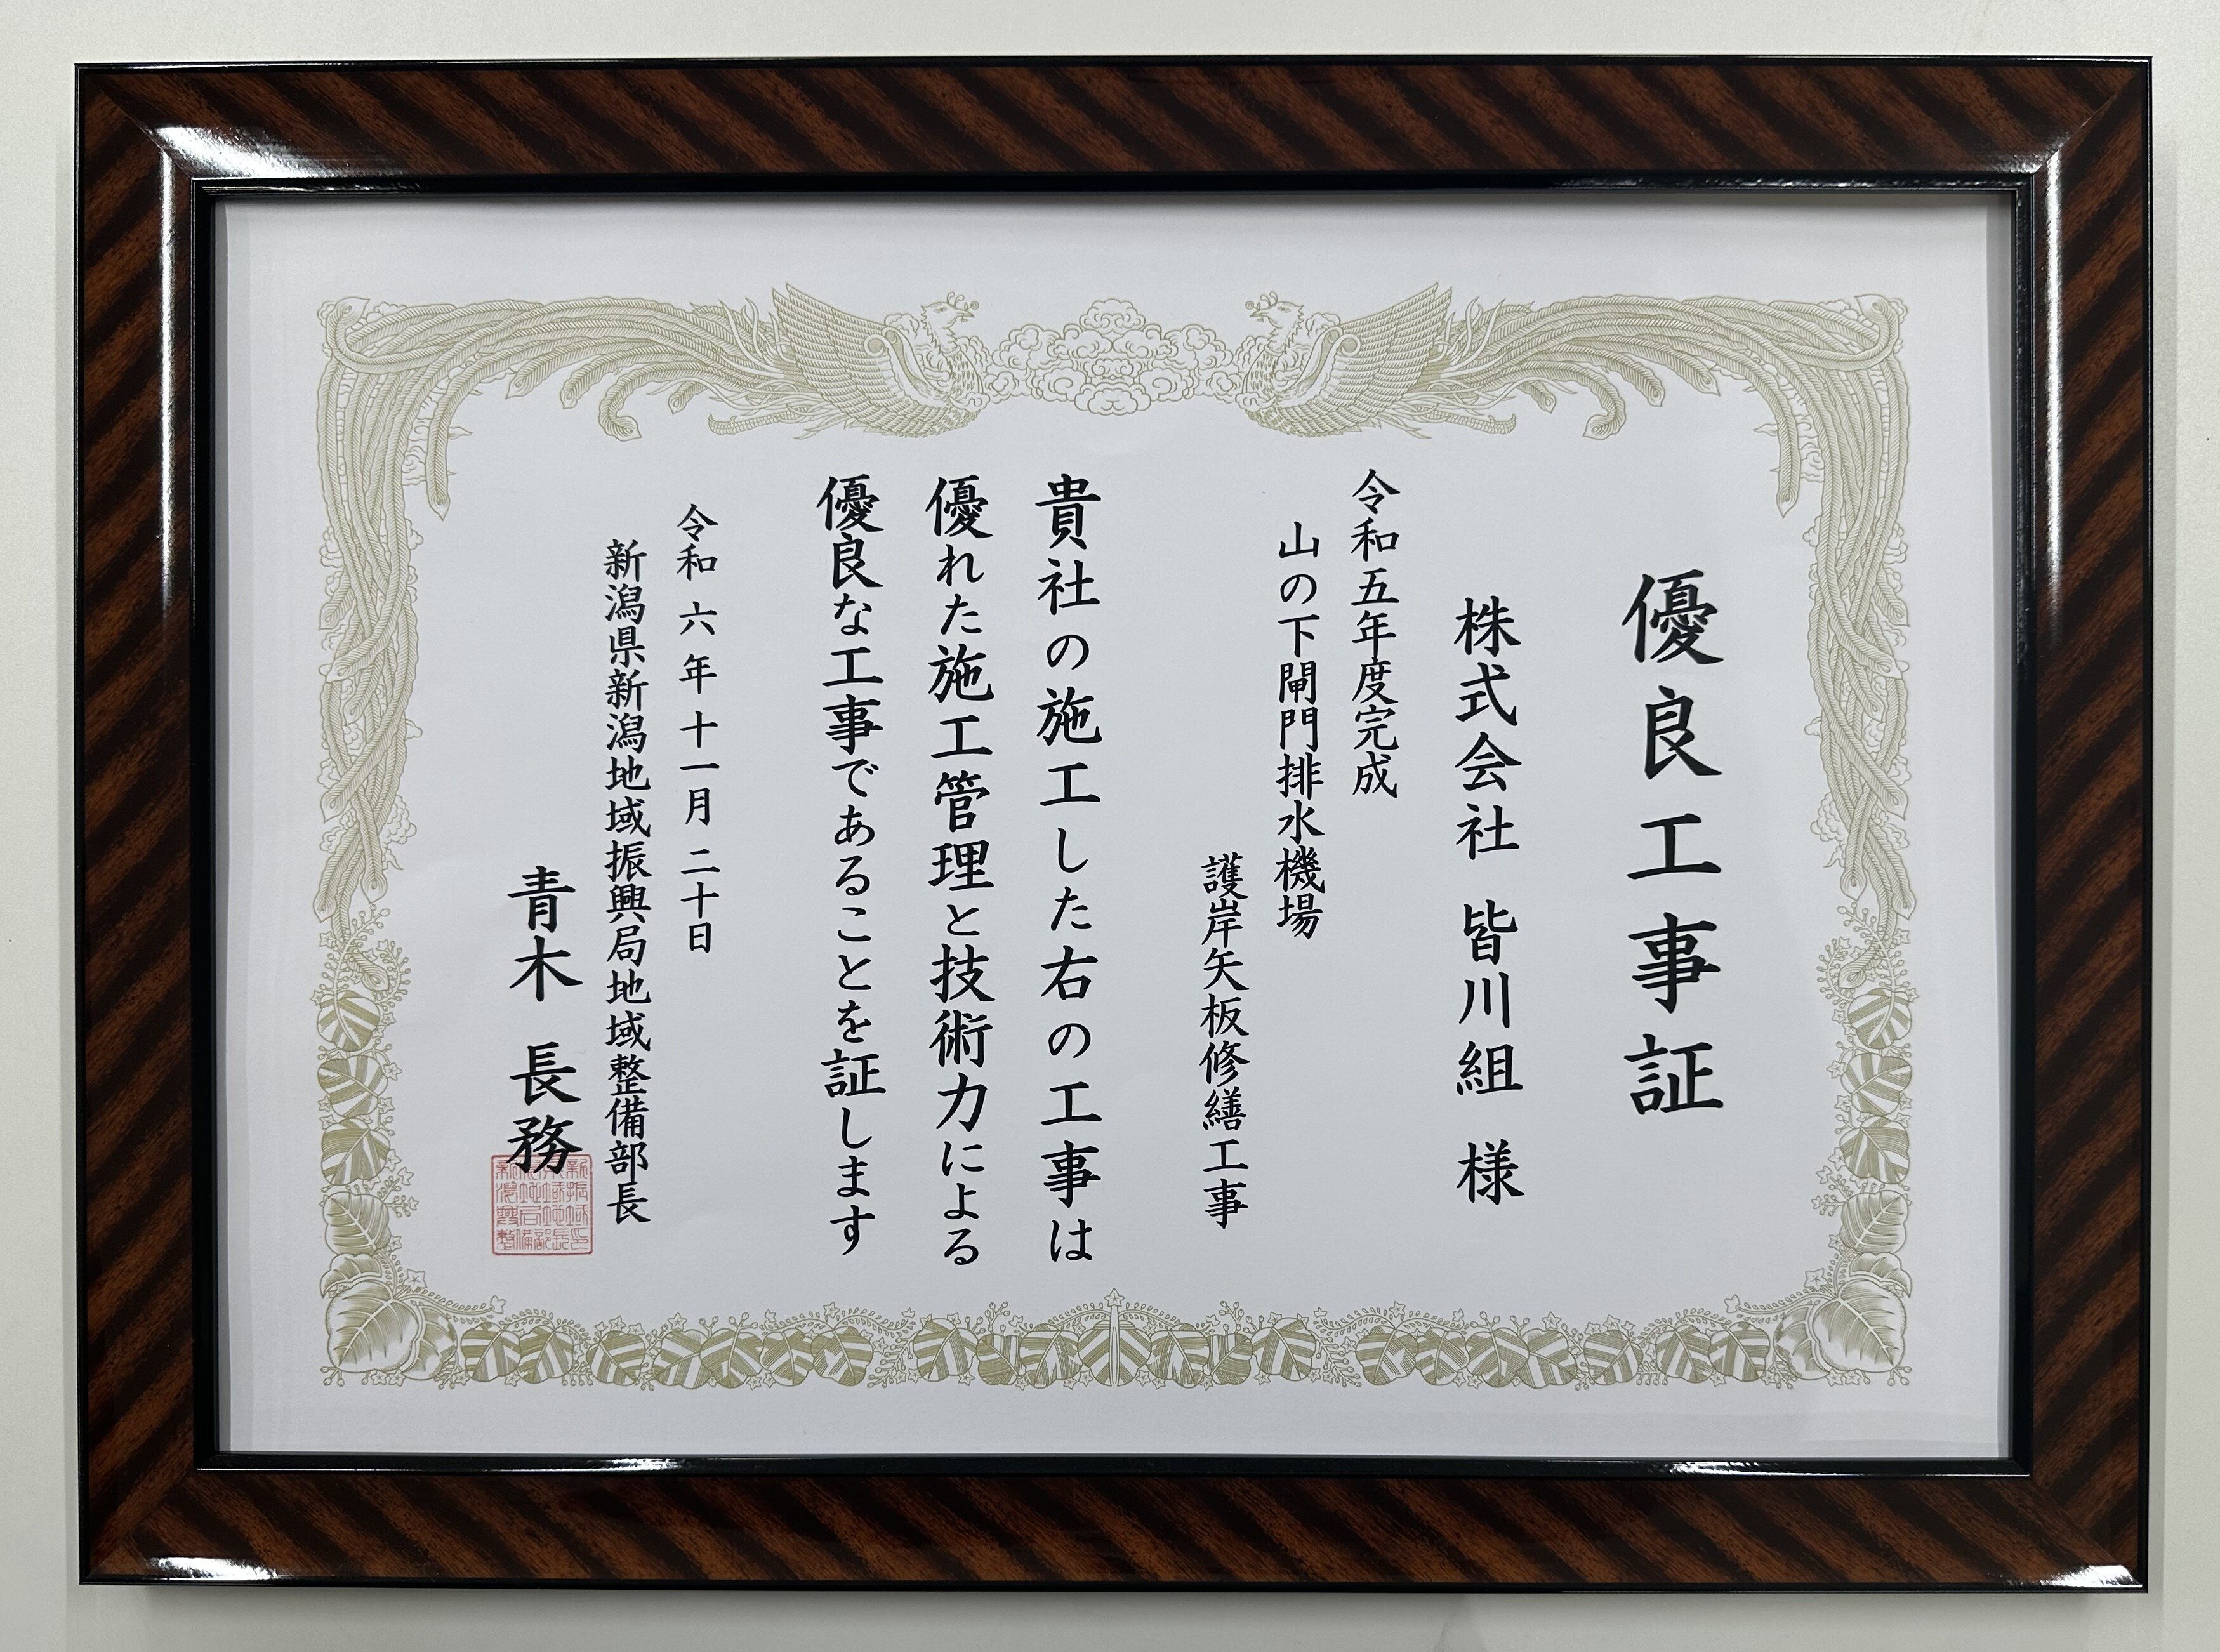 優良工事証
株式会社 皆川組 様
令和五年度完成
山の下閘門排水機場
護岸矢板修繕工事
貴社の施工した右の工事は
優れた施工管理と技術力による
優良な工事であることを証します
令和六年十一月二十日
新潟県新潟地域振興局地域整備部長
青木 長務